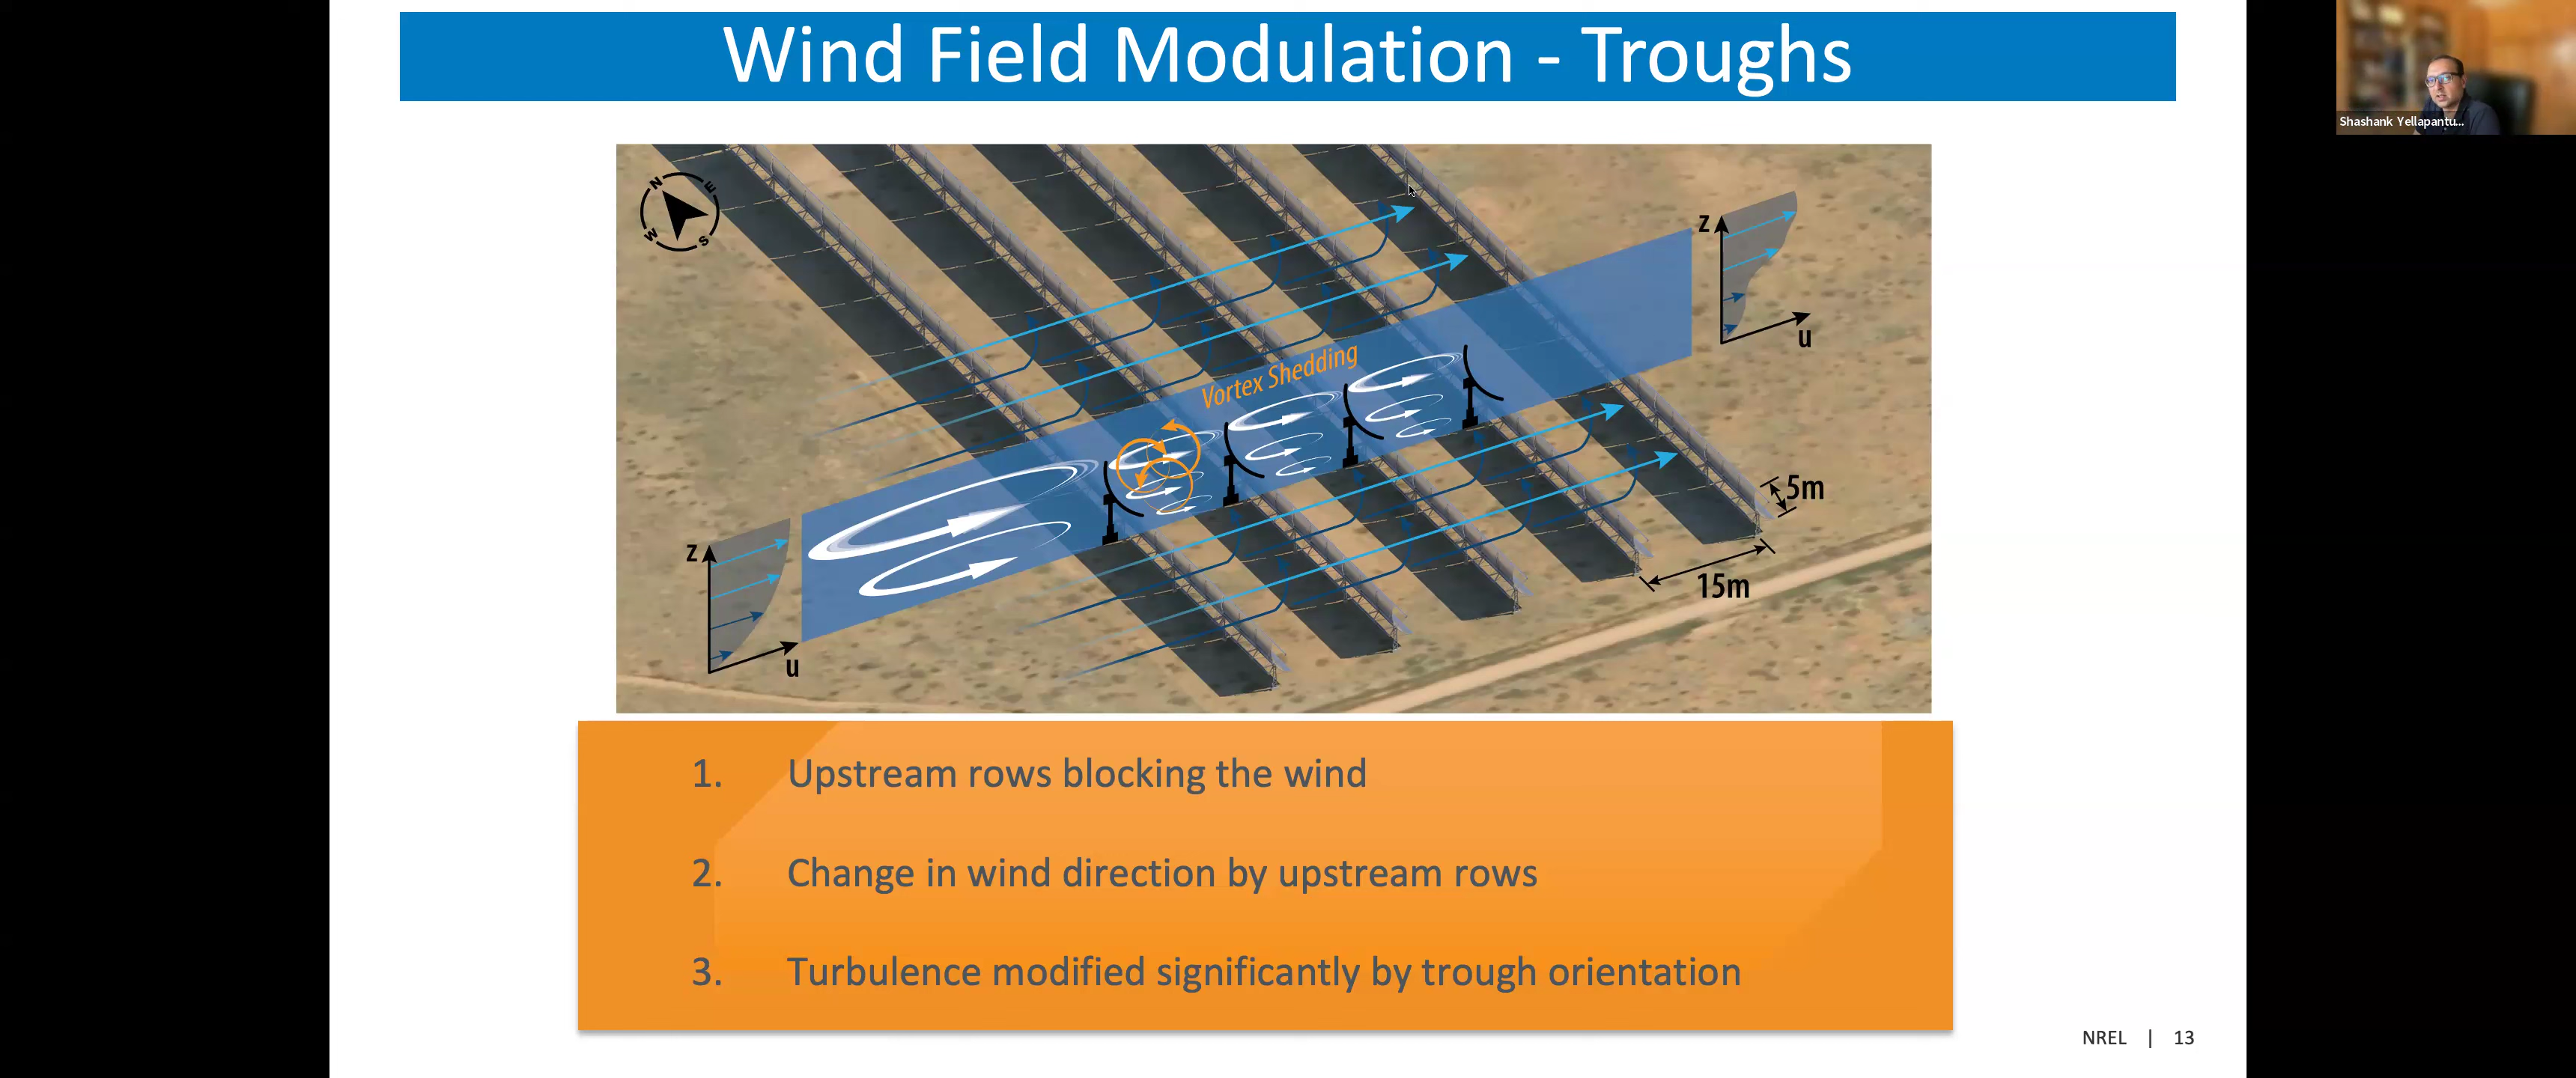 Wind Field Modulation - Troughs
Shashank Yellapantu...
N
E
W
S
z
u
Vortex Shedding
z
u
5m
15m
1. Upstream rows blocking the wind
2. Change in wind direction by upstream rows
3. Turbulence modified significantly by trough orientation
NREL | 13